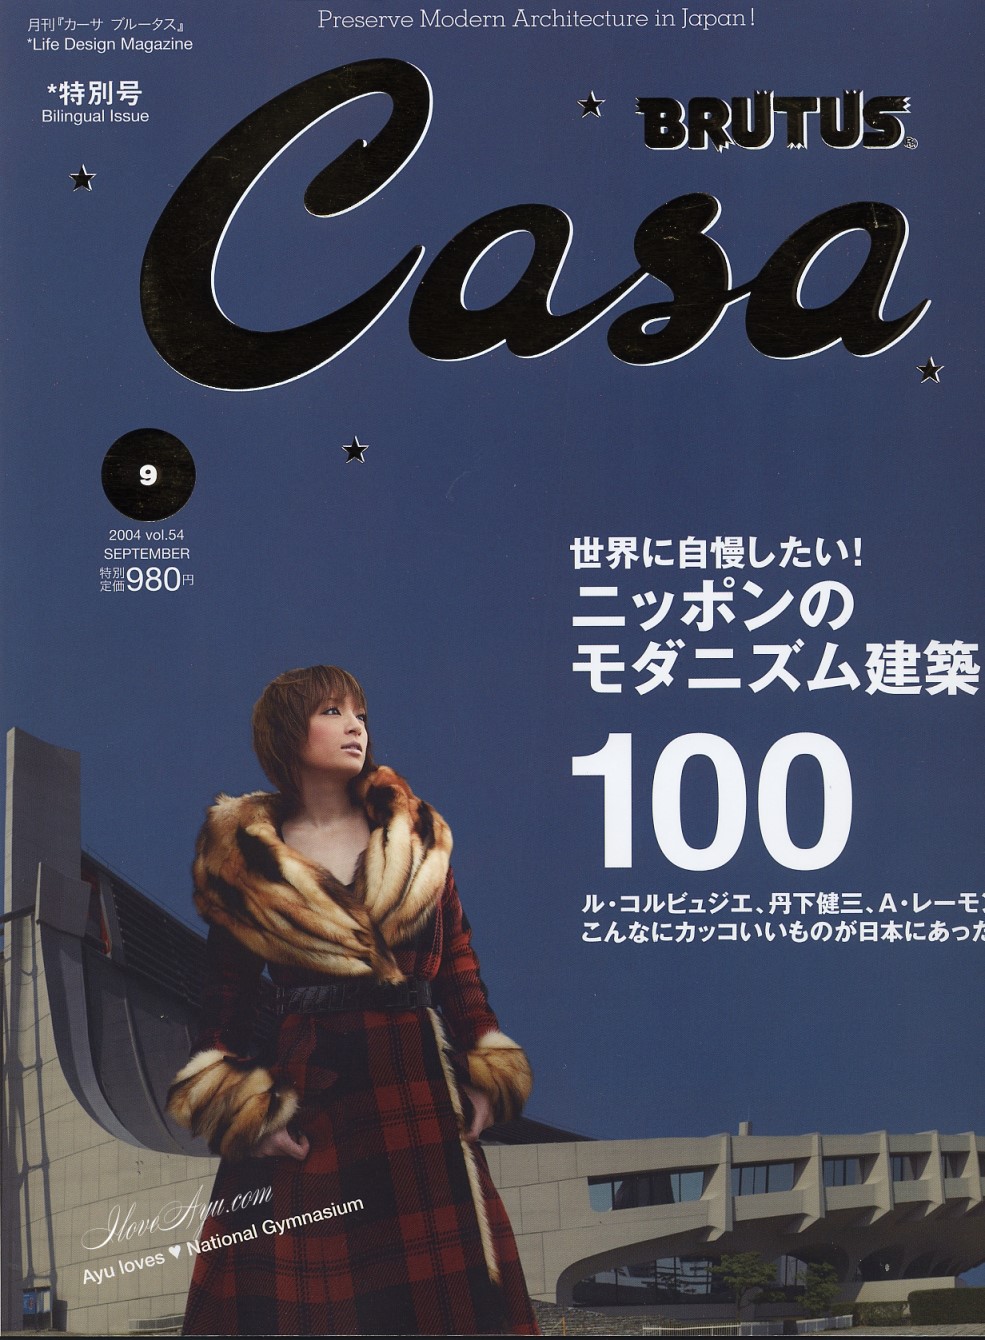 Preserve Modern Architecture in Japan!
月刊『カーサ ブルータス』
*Life Design Magazine
*特別号
Bilingual Issue
BRUTUS®
Casa
9
2004 vol.54
SEPTEMBER
特別定価980円
世界に自慢したい!
ニッポンの
モダニズム建築
100
ル・コルビュジエ、丹下健三、A・レーモン
こんなにカッコいいものが日本にあった
IloveAyu.com
Ayu loves ♥ National Gymnasium